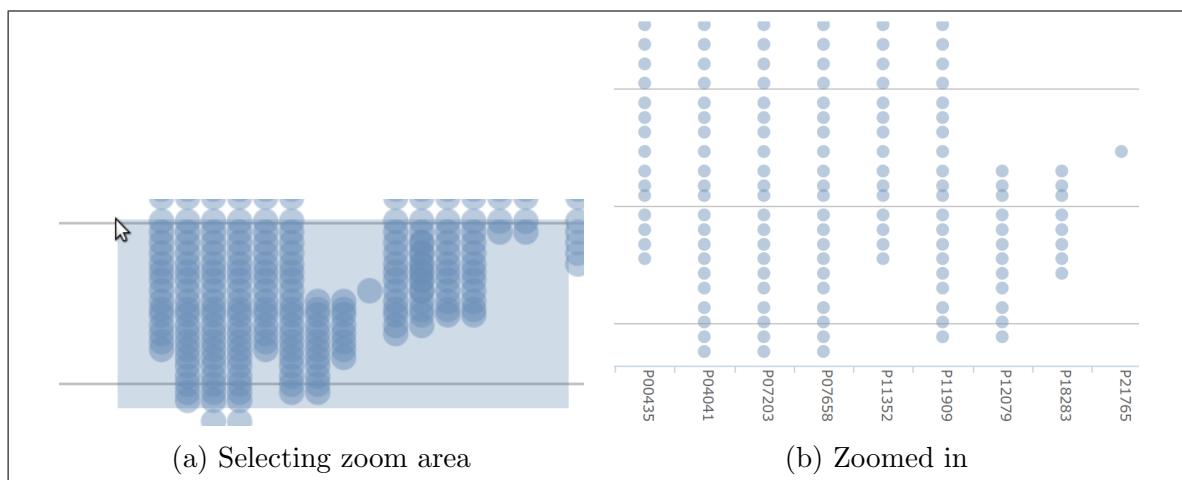 P00435
P04041
P07203
P07658
P11352
P11909
P12079
P18283
P21765
(a) Selecting zoom area
(b) Zoomed in